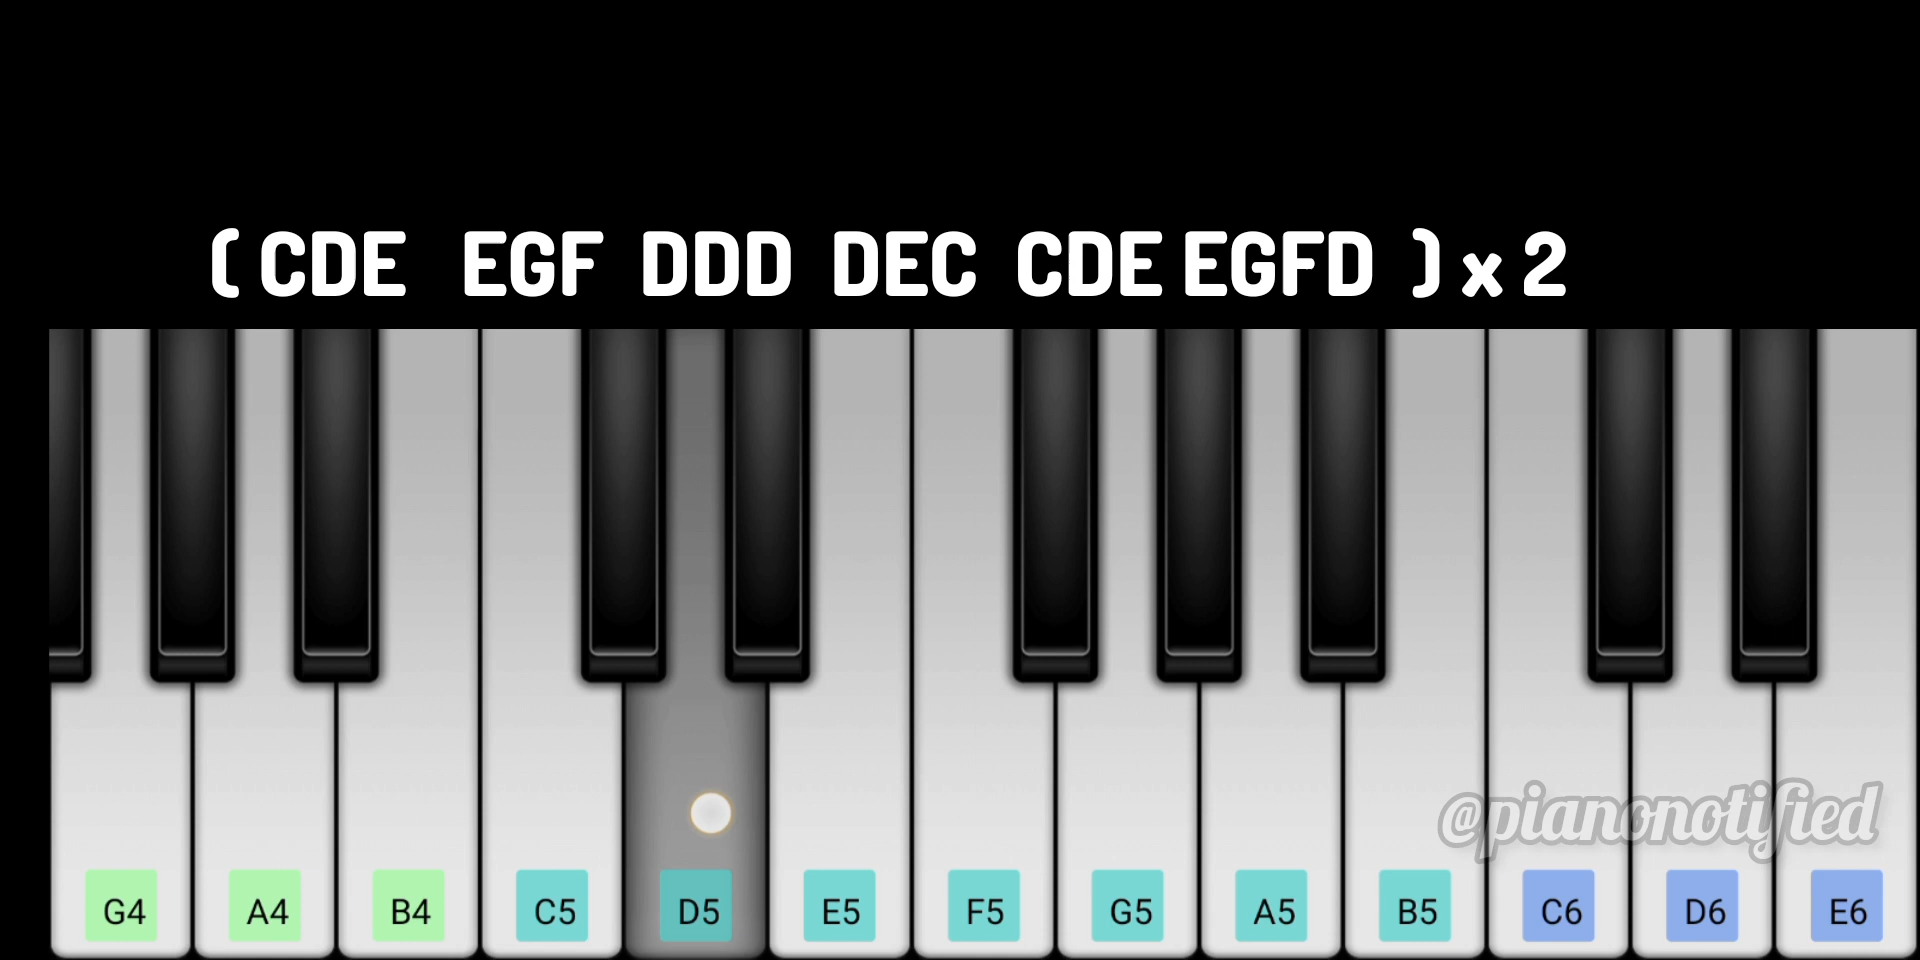 ( CDE EGF DDD DEC CDE EGFD ) x 2
@pianonotified
G4 A4 B4 C5 D5 E5 F5 G5 A5 B5 C6 D6 E6